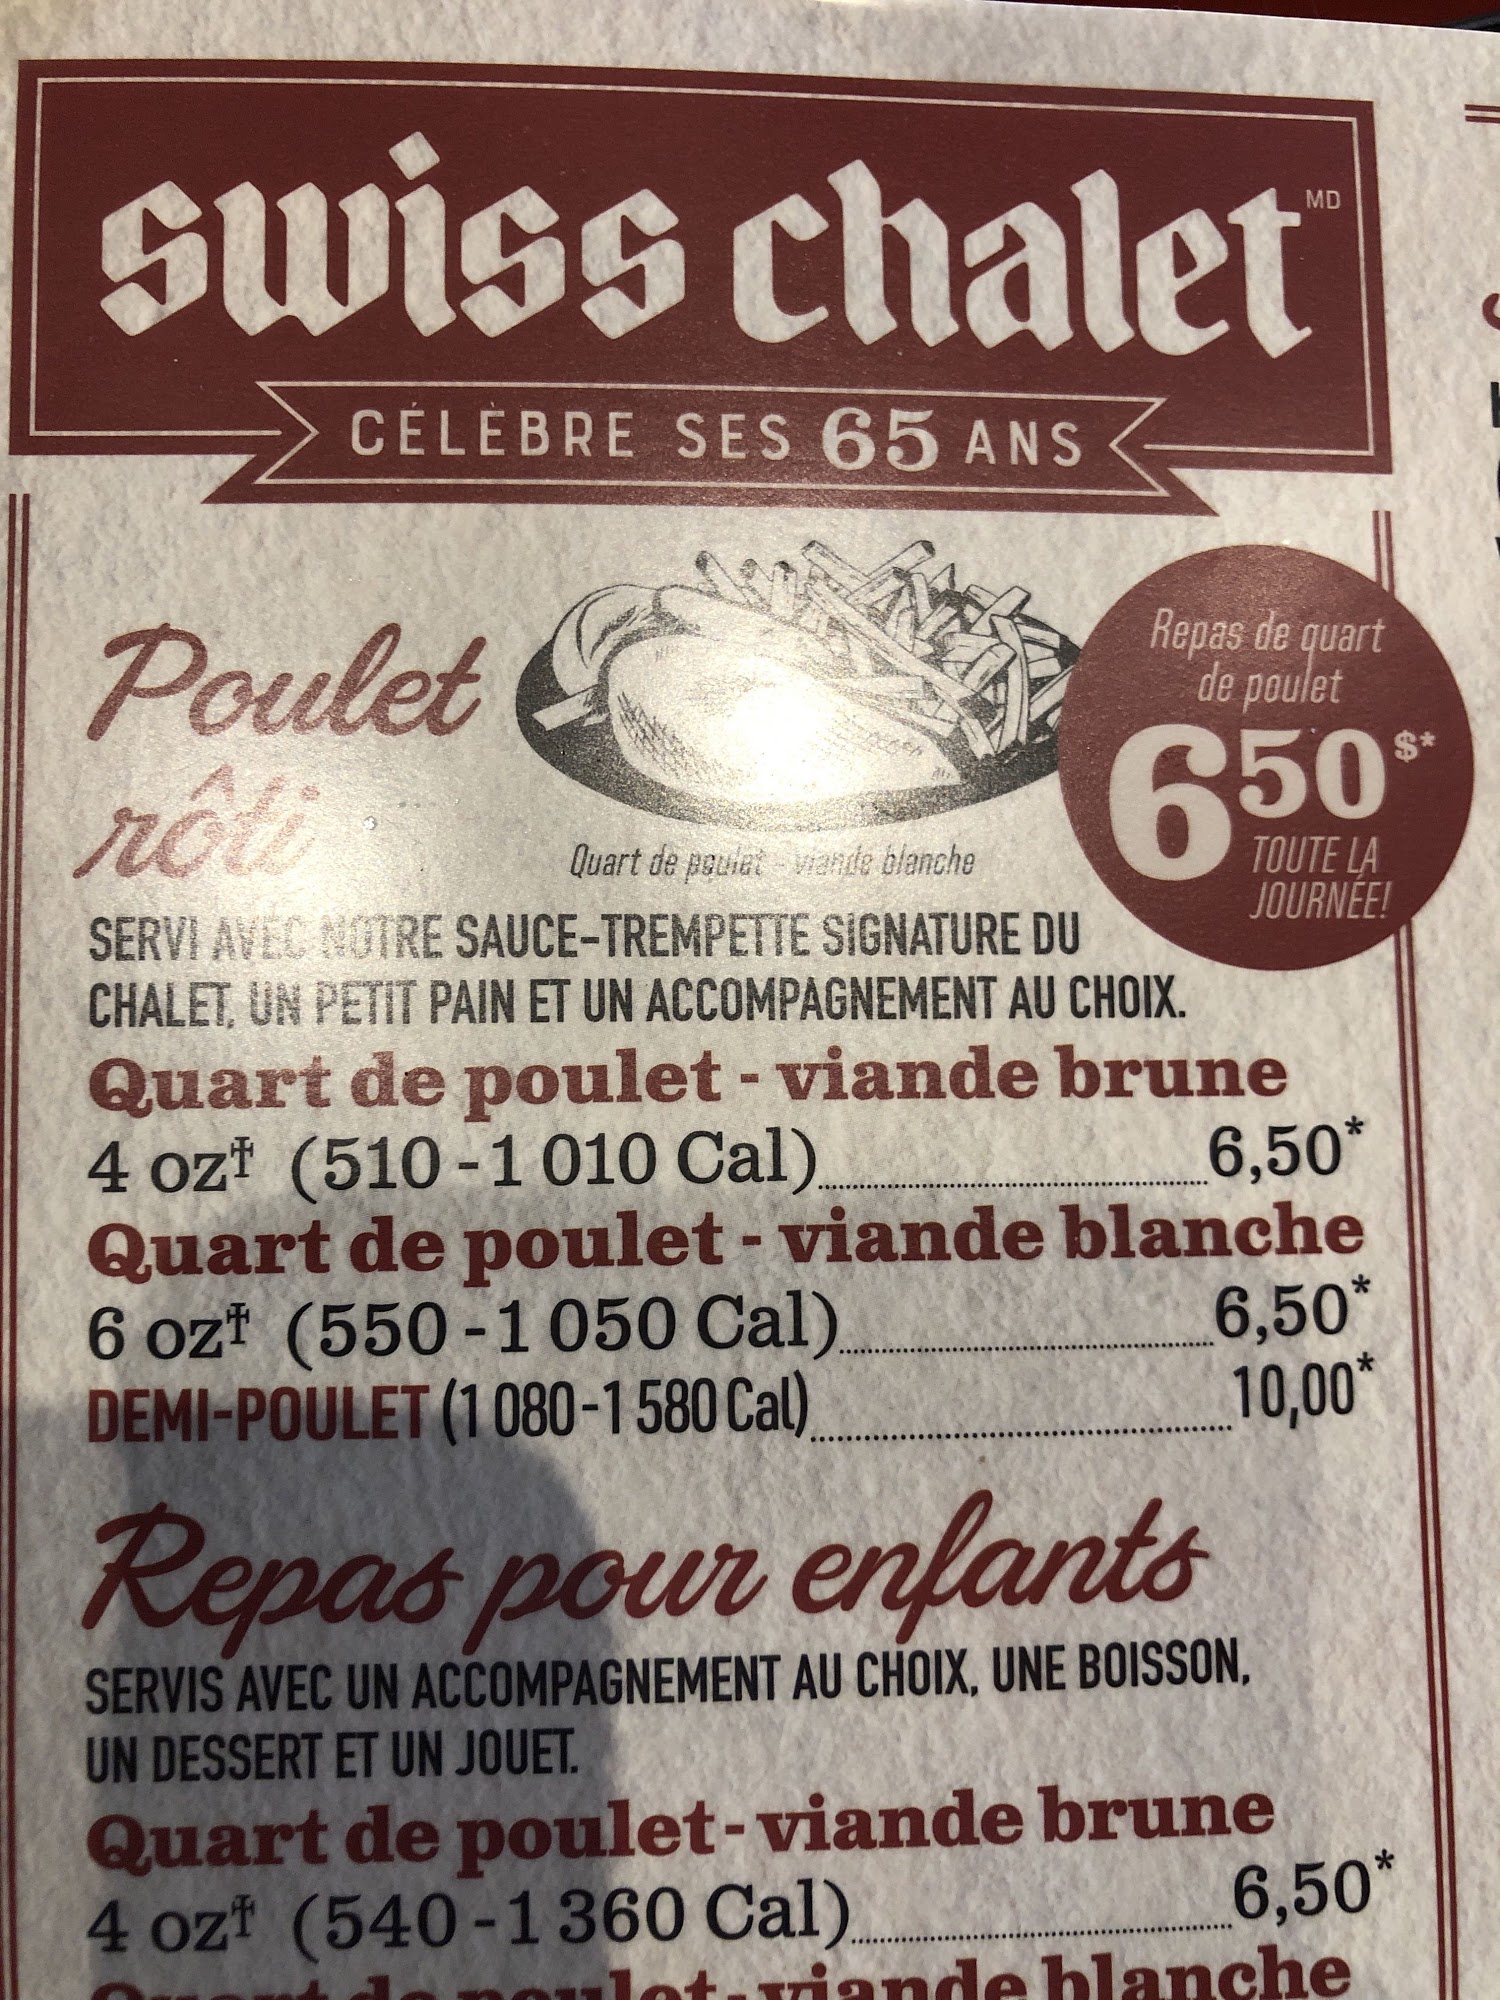 swiss chalet MD
CÉLÈBRE SES 65 ANS
Poulet
rôti
Quart de poulet - viande blanche
Repas de quart
de poulet
6 50 $*
TOUTE LA
JOURNÉE!
SERVI AVEC NOTRE SAUCE-TREMPETTE SIGNATURE DU
CHALET, UN PETIT PAIN ET UN ACCOMPAGNEMENT AU CHOIX.
Quart de poulet - viande brune
4 oz‡ (510 - 1 010 Cal) 6,50*
Quart de poulet - viande blanche
6 oz‡ (550 - 1 050 Cal) 6,50*
DEMI-POULET (1 080 - 1 580 Cal) 10,00*
Repas pour enfants
SERVIS AVEC UN ACCOMPAGNEMENT AU CHOIX, UNE BOISSON,
UN DESSERT ET UN JOUET.
Quart de poulet - viande brune
4 oz‡ (540 - 1 360 Cal) 6,50*
Quart de poulet - viande blanche